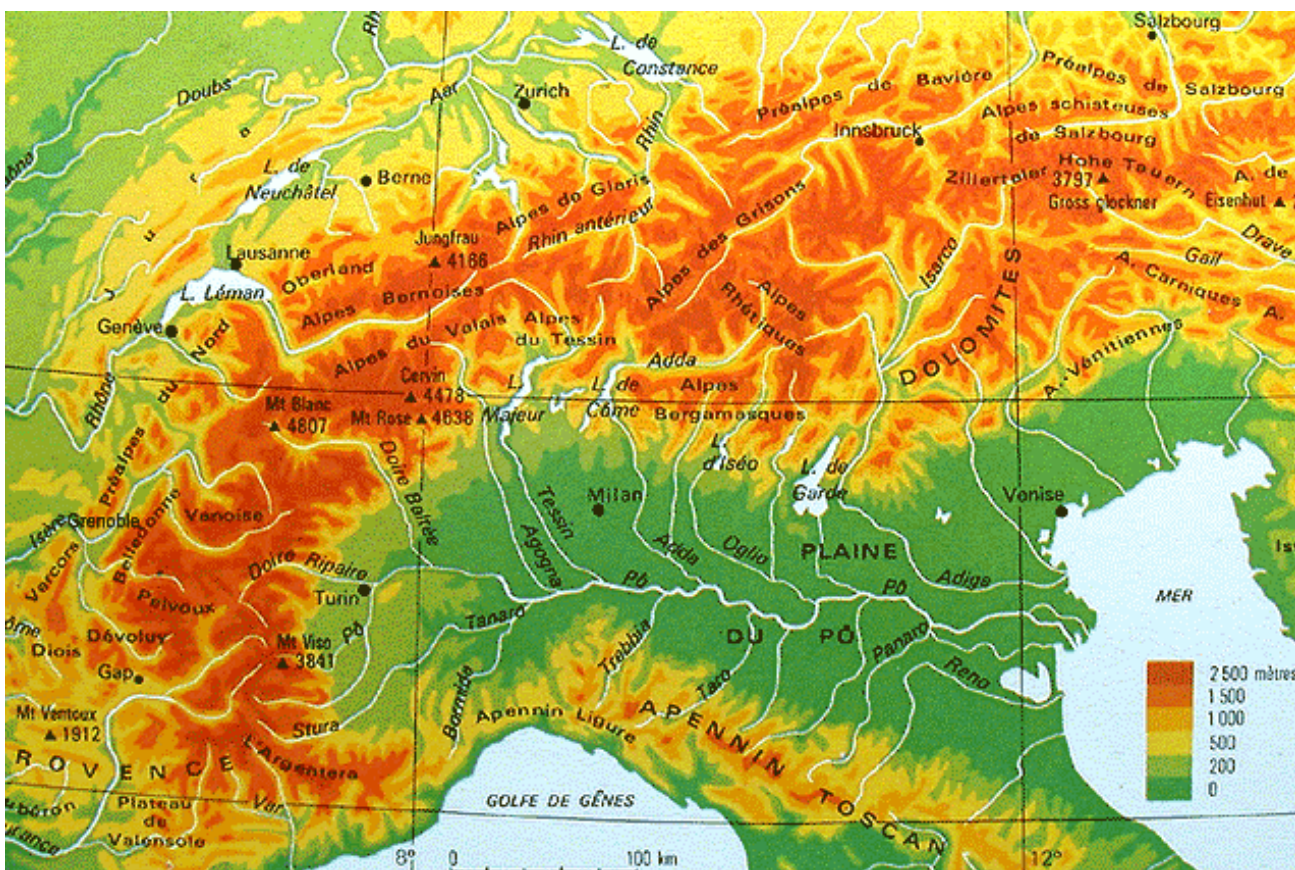 Salzbourg
L. de
Constance
Rh
Doubs
Aar
Zurich
Rhin
Préalpes de Bavière
Préalpes de Salzbourg
Alpes schisteuses
de Salzbourg
Innsbruck
L. de
Neuchâtel
Berne
Jura
Alpes de Glaris
Rhin antérieur
Alpes des Grisons
Zillertaler
Hohe Tauern
3797
Gross glockner
A. de
Eisenhut
Drave
Gail
A. Carniques
A.
Isarco
Jungfrau
4166
Lausanne
Oberland
L. Léman
Alpes Bernoises
Genève
Alpes du Valais
Alpes
du Tessin
Alpes
Rhétiques
DOLOMITES
A. Vénitiennes
Rhône
Préalpes du Nord
Cervin
4478
Mt Blanc
4807
Mt Rose
4638
L.
Majeur
L. de
Côme
Adda
Alpes
Bergamasques
L.
d'Iséo
L. de
Garde
Doire Baltée
Milan
Venise
Isère
Grenoble
Belledonne
Vanoise
Tessin
Agogna
Adda
Oglio
PLAINE
DU PÔ
Adige
Vercors
Pelvoux
Doire Ripaire
Turin
Pô
Pô
Pô
Tanaro
MER
Is
Dévoluy
Diois
Gap
Mt Viso
3841
Bormida
Trebbia
Taro
Panaro
Reno
Mt Ventoux
1912
Stura
Apennin Ligure
APENNIN TOSCAN
ROVENCE
L'Argentera
Var
Plateau
de
Valensole
ubéron
urance
GOLFE DE GÊNES
2 500 mètres
1 500
1 000
500
200
0
8°
0
100 km
12°